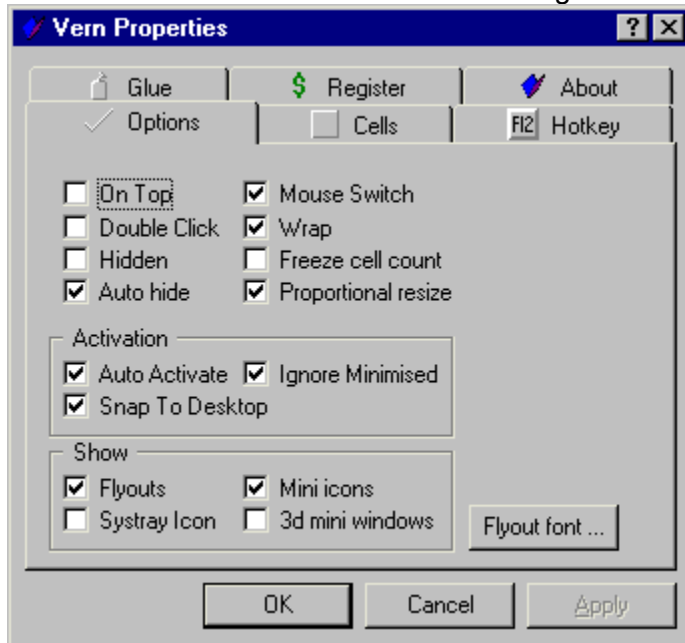 Vern Properties
Glue Register About
Options Cells F12 Hotkey
On Top Mouse Switch
Double Click Wrap
Hidden Freeze cell count
Auto hide Proportional resize
Activation
Auto Activate Ignore Minimised
Snap To Desktop
Show
Flyouts Mini icons
Systray Icon 3d mini windows Flyout font ...
OK Cancel Apply